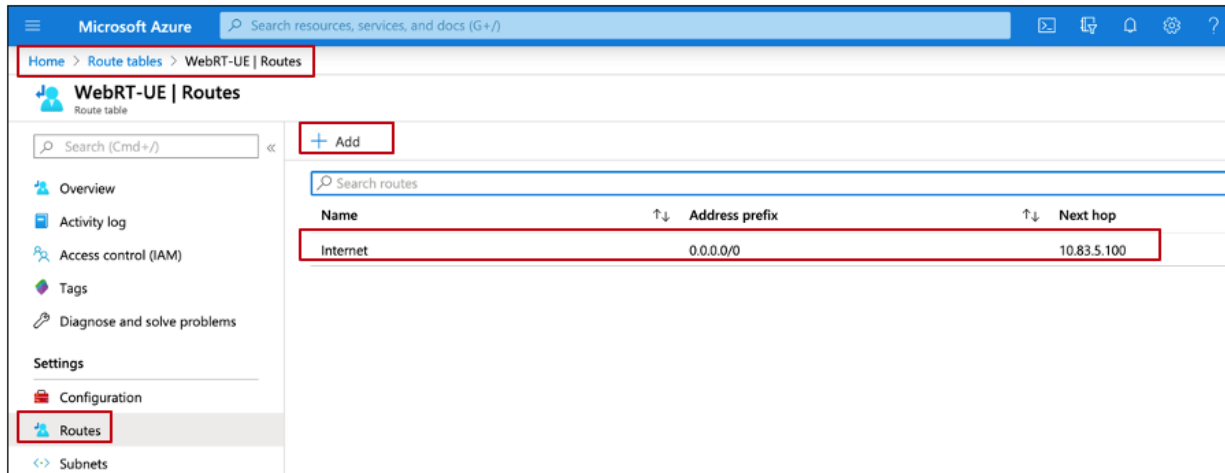 Microsoft Azure
Search resources, services, and docs (G+/)
Home > Route tables > WebRT-UE | Routes
WebRT-UE | Routes
Route table
Search (Cmd+/)
«
+ Add
Search routes
Overview
Activity log
Access control (IAM)
Tags
Diagnose and solve problems
Settings
Configuration
Routes
Subnets
Name ↑↓ Address prefix ↑↓ Next hop
Internet 0.0.0.0/0 10.83.5.100